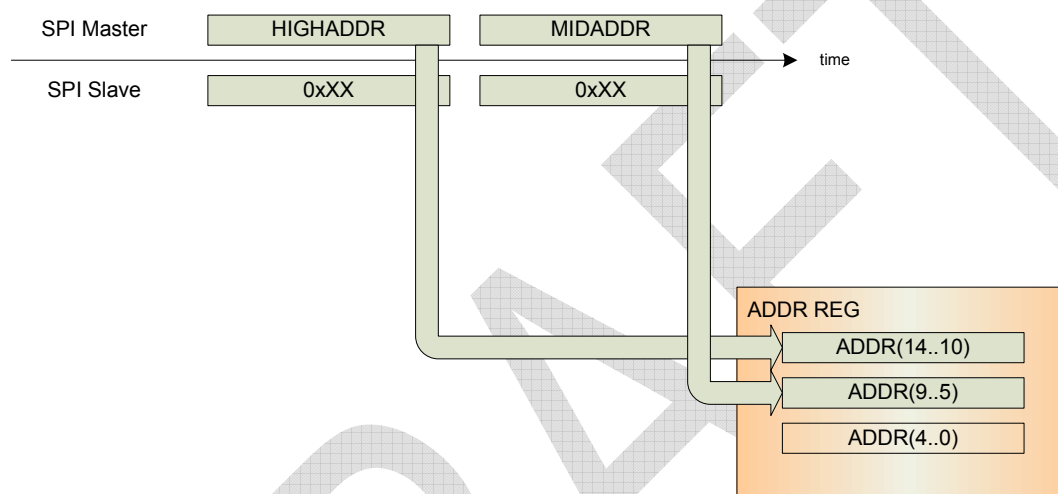 SPI Master HIGHADDR MIDADDR
time
SPI Slave 0xXX 0xXX
ADDR REG
ADDR(14..10)
ADDR(9..5)
ADDR(4..0)